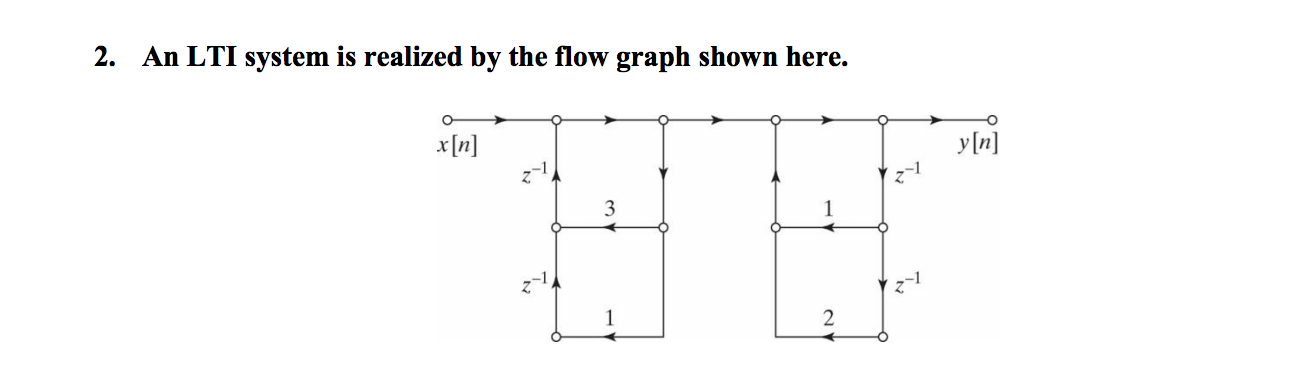 2. An LTI system is realized by the flow graph shown here.
x[n] y[n]
z⁻¹ z⁻¹
3 1
z⁻¹ z⁻¹
1 2